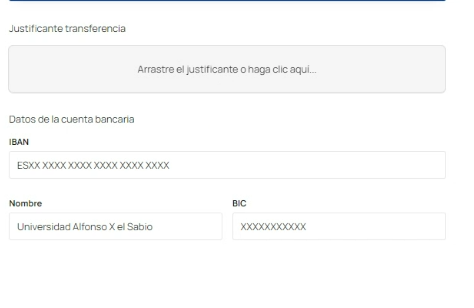 Justificante transferencia
Arrastre el justificante o haga clic aquí...
Datos de la cuenta bancaria
IBAN
ESXX XXXX XXXX XXXX XXXX XXXX
Nombre
BIC
Universidad Alfonso X el Sabio
XXXXXXXXXXX